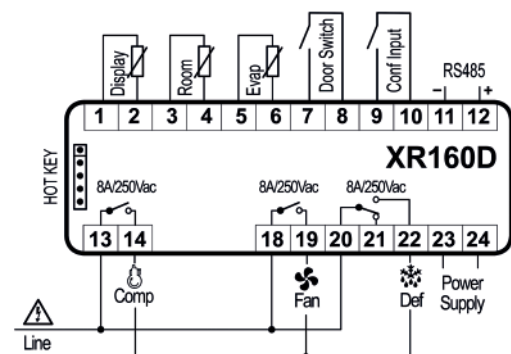 Display
Room
Evap
Door Switch
Conf Input
RS485
- +
1 2 3 4 5 6 7 8 9 10 11 12
HOT KEY
XR160D
8A/250Vac 8A/250Vac 8A/250Vac
13 14 18 19 20 21 22 23 24
Comp Fan Def Power Supply
Line